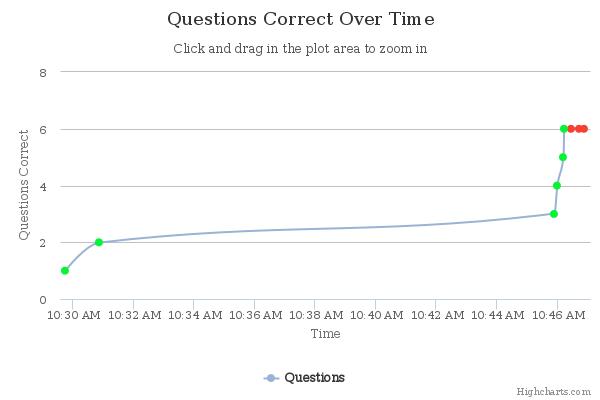 Questions Correct Over Time
Click and drag in the plot area to zoom in
8
6
4
2
0
Questions Correct
10:30 AM 10:32 AM 10:34 AM 10:36 AM 10:38 AM 10:40 AM 10:42 AM 10:44 AM 10:46 AM
Time
Questions
Highcharts.com